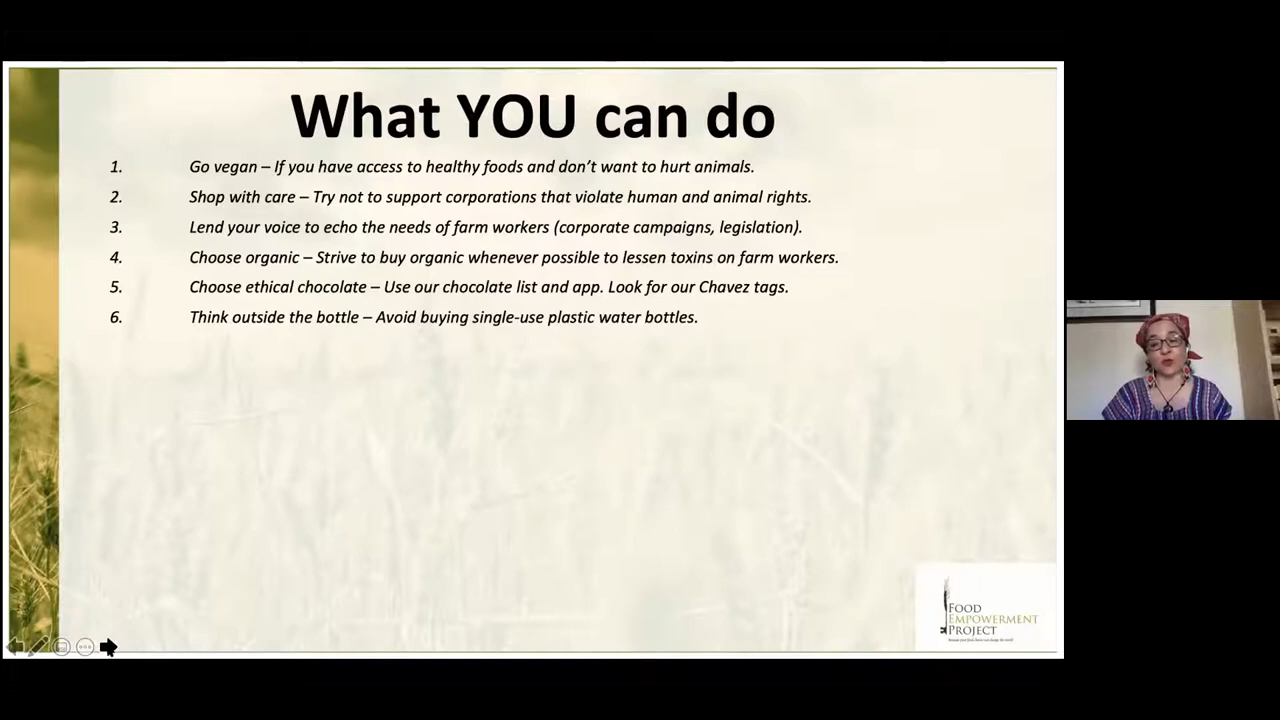 What YOU can do
1. Go vegan – If you have access to healthy foods and don’t want to hurt animals.
2. Shop with care – Try not to support corporations that violate human and animal rights.
3. Lend your voice to echo the needs of farm workers (corporate campaigns, legislation).
4. Choose organic – Strive to buy organic whenever possible to lessen toxins on farm workers.
5. Choose ethical chocolate – Use our chocolate list and app. Look for our Chavez tags.
6. Think outside the bottle – Avoid buying single-use plastic water bottles.
FOOD
EMPOWERMENT
PROJECT